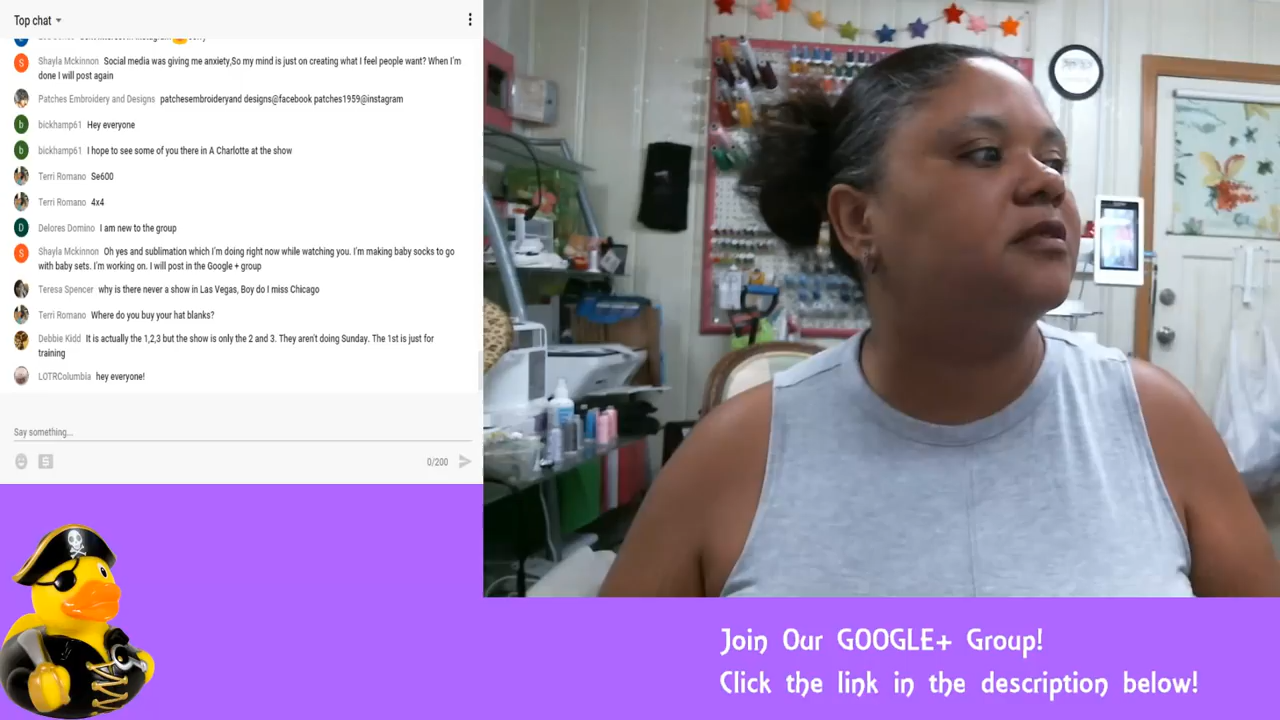 Top chat
Shayla Mckinnon Social media was giving me anxiety,So my mind is just on creating what I feel people want? When I'm
done I will post again
Patches Embroidery and Designs patchesembroideryand designs@facebook patches1959@instagram
bickhamp61 Hey everyone
bickhamp61 I hope to see some of you there in A Charlotte at the show
Terri Romano Se600
Terri Romano 4x4
Delores Domino I am new to the group
Shayla Mckinnon Oh yes and sublimation which I'm doing right now while watching you. I'm making baby socks to go
with baby sets. I'm working on. I will post in the Google + group
Teresa Spencer why is there never a show in Las Vegas, Boy do I miss Chicago
Terri Romano Where do you buy your hat blanks?
Debbie Kidd It is actually the 1,2,3 but the show is only the 2 and 3. They aren't doing Sunday. The 1st is just for
training
LOTRColumbia hey everyone!
Say something...
0/200
Join Our GOOGLE+ Group!
Click the link in the description below!